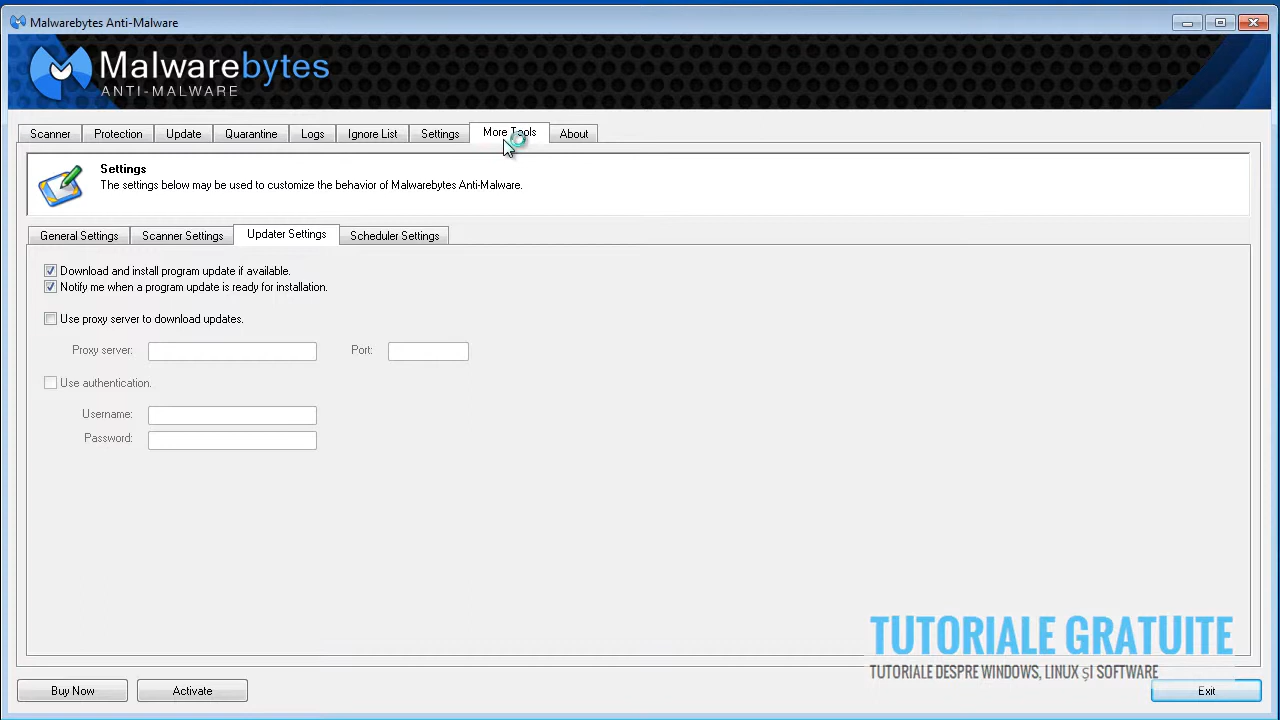 Malwarebytes Anti-Malware
Malwarebytes
ANTI-MALWARE
Scanner Protection Update Quarantine Logs Ignore List Settings More Tools About
Settings
The settings below may be used to customize the behavior of Malwarebytes Anti-Malware.
General Settings Scanner Settings Updater Settings Scheduler Settings
Download and install program update if available.
Notify me when a program update is ready for installation.
Use proxy server to download updates.
Proxy server: Port:
Use authentication.
Username:
Password:
TUTORIALE GRATUITE
TUTORIALE DESPRE WINDOWS, LINUX ȘI SOFTWARE
Buy Now Activate Exit